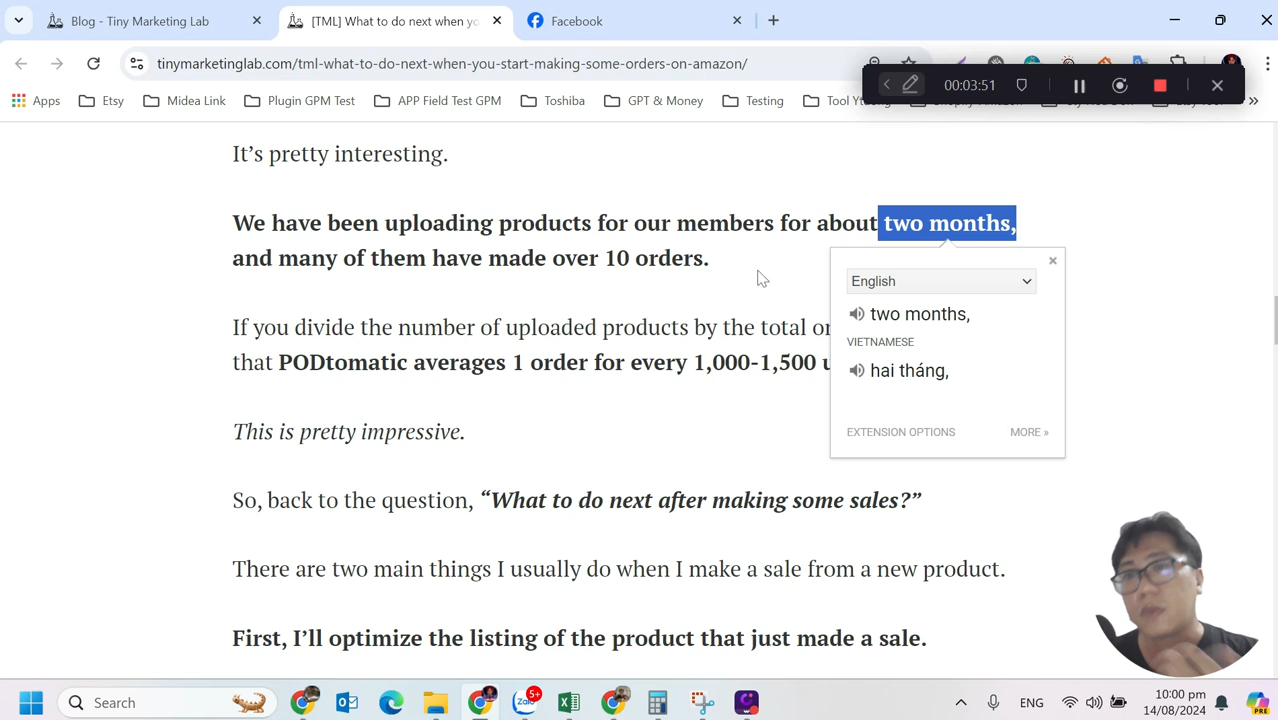 Blog - Tiny Marketing Lab
[TML] What to do next when yo
Facebook
tinymarketinglab.com/tml-what-to-do-next-when-you-start-making-some-orders-on-amazon/
00:03:51
Apps
Etsy
Midea Link
Plugin GPM Test
APP Field Test GPM
Toshiba
GPT & Money
Testing
It's pretty interesting.
We have been uploading products for our members for about two months,
and many of them have made over 10 orders.
English
two months,
VIETNAMESE
hai tháng,
EXTENSION OPTIONS
MORE »
If you divide the number of uploaded products by the total
that PODtomatic averages 1 order for every 1,000-1,500
This is pretty impressive.
So, back to the question, “What to do next after making some sales?”
There are two main things I usually do when I make a sale from a new product.
First, I’ll optimize the listing of the product that just made a sale.
Search
Zalo
5+
ENG
10:00 pm
14/08/2024
PRE